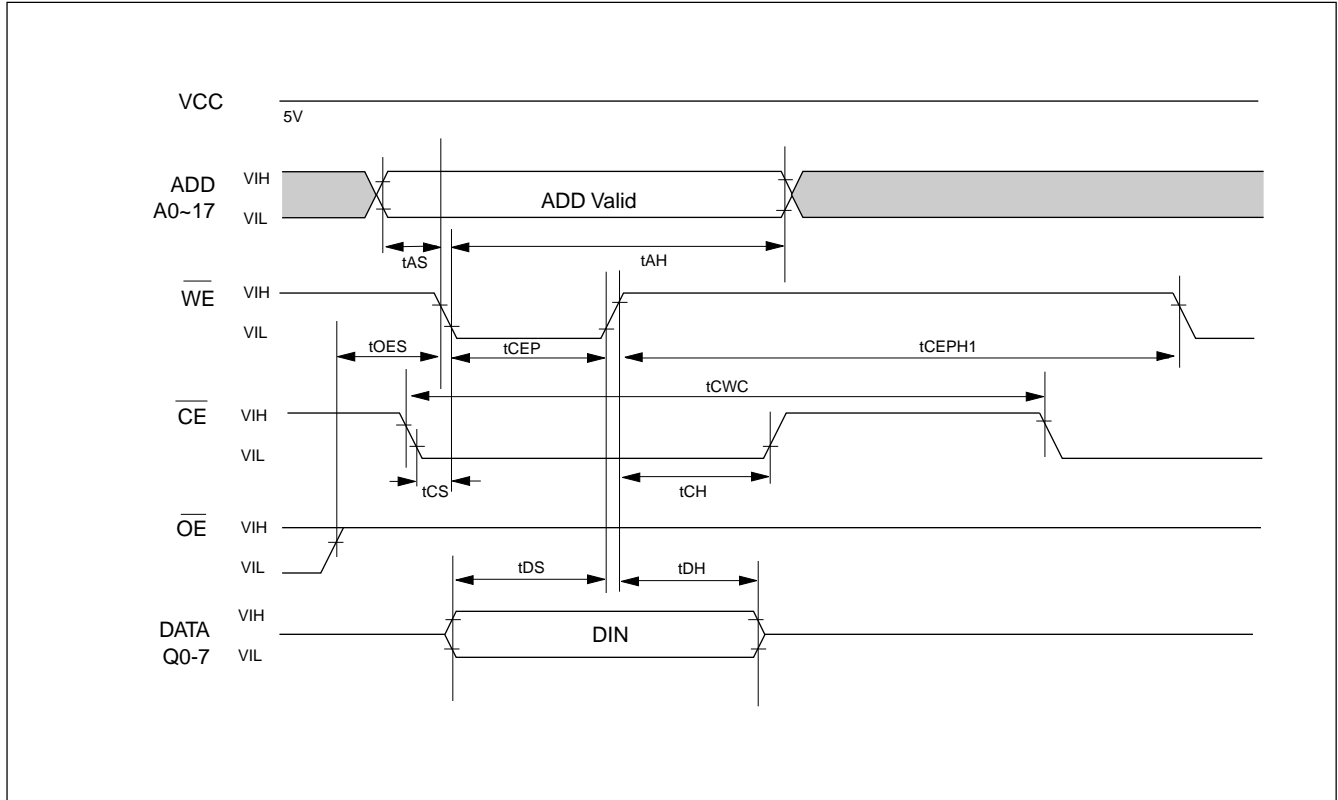 VCC
5V
ADD VIH
A0~17 VIL
ADD Valid
tAS
tAH
WE VIH
VIL
tOES
tCEP
tCEPH1
tCWC
CE VIH
VIL
tCS
tCH
OE VIH
VIL
tDS
tDH
VIH
DATA
DIN
Q0-7 VIL